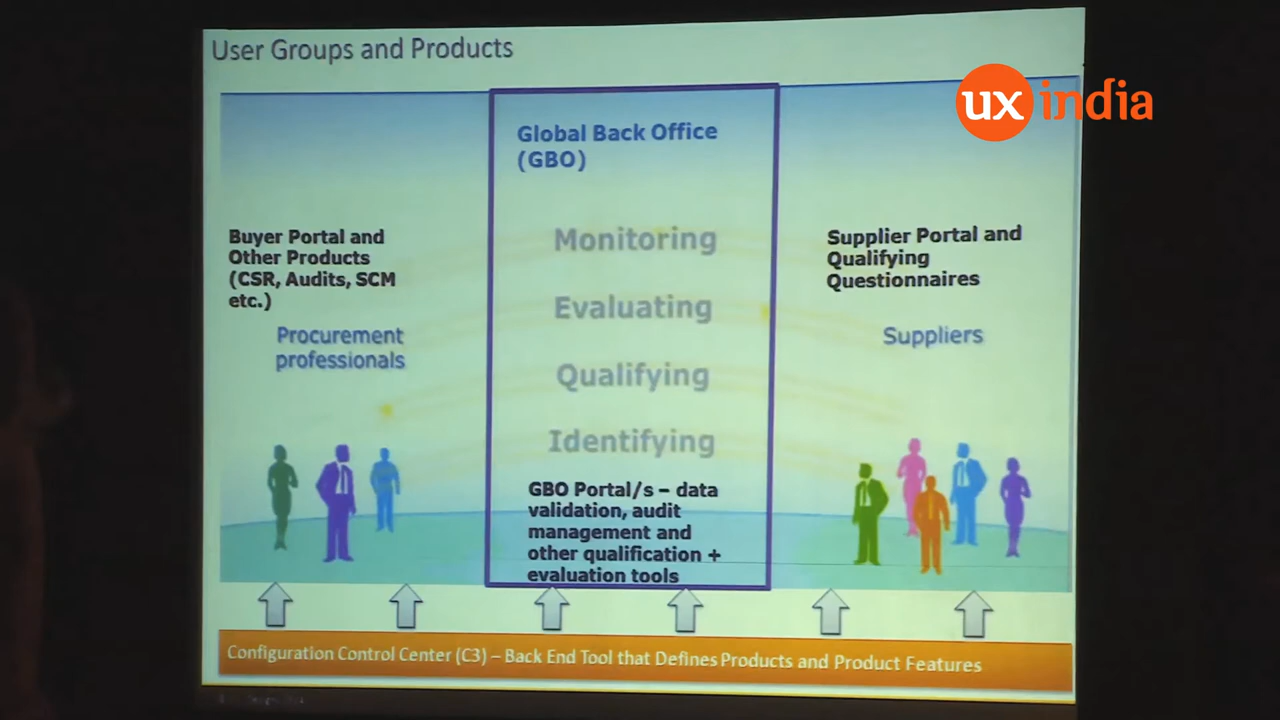 User Groups and Products
ux india
Global Back Office
(GBO)
Monitoring
Evaluating
Qualifying
Identifying
GBO Portal/s – data
validation, audit
management and
other qualification +
evaluation tools
Buyer Portal and
Other Products
(CSR, Audits, SCM
etc.)
Procurement
professionals
Supplier Portal and
Qualifying
Questionnaires
Suppliers
Configuration Control Center (C3) – Back End Tool that Defines Products and Product Features